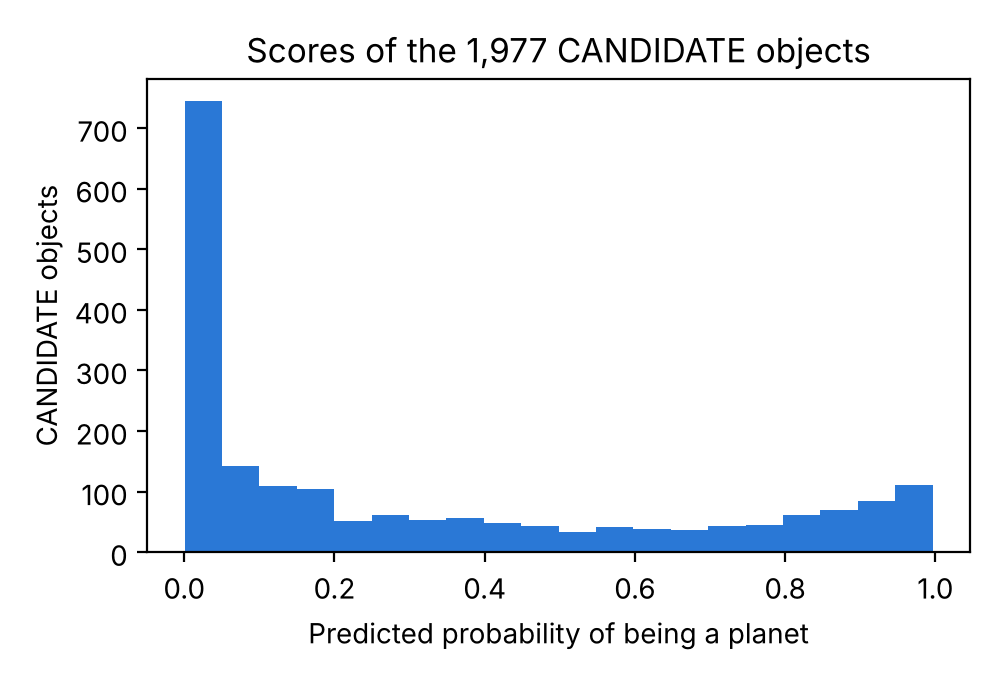 Scores of the 1,977 CANDIDATE objects
CANDIDATE objects
700
600
500
400
300
200
100
0
0.0 0.2 0.4 0.6 0.8 1.0
Predicted probability of being a planet